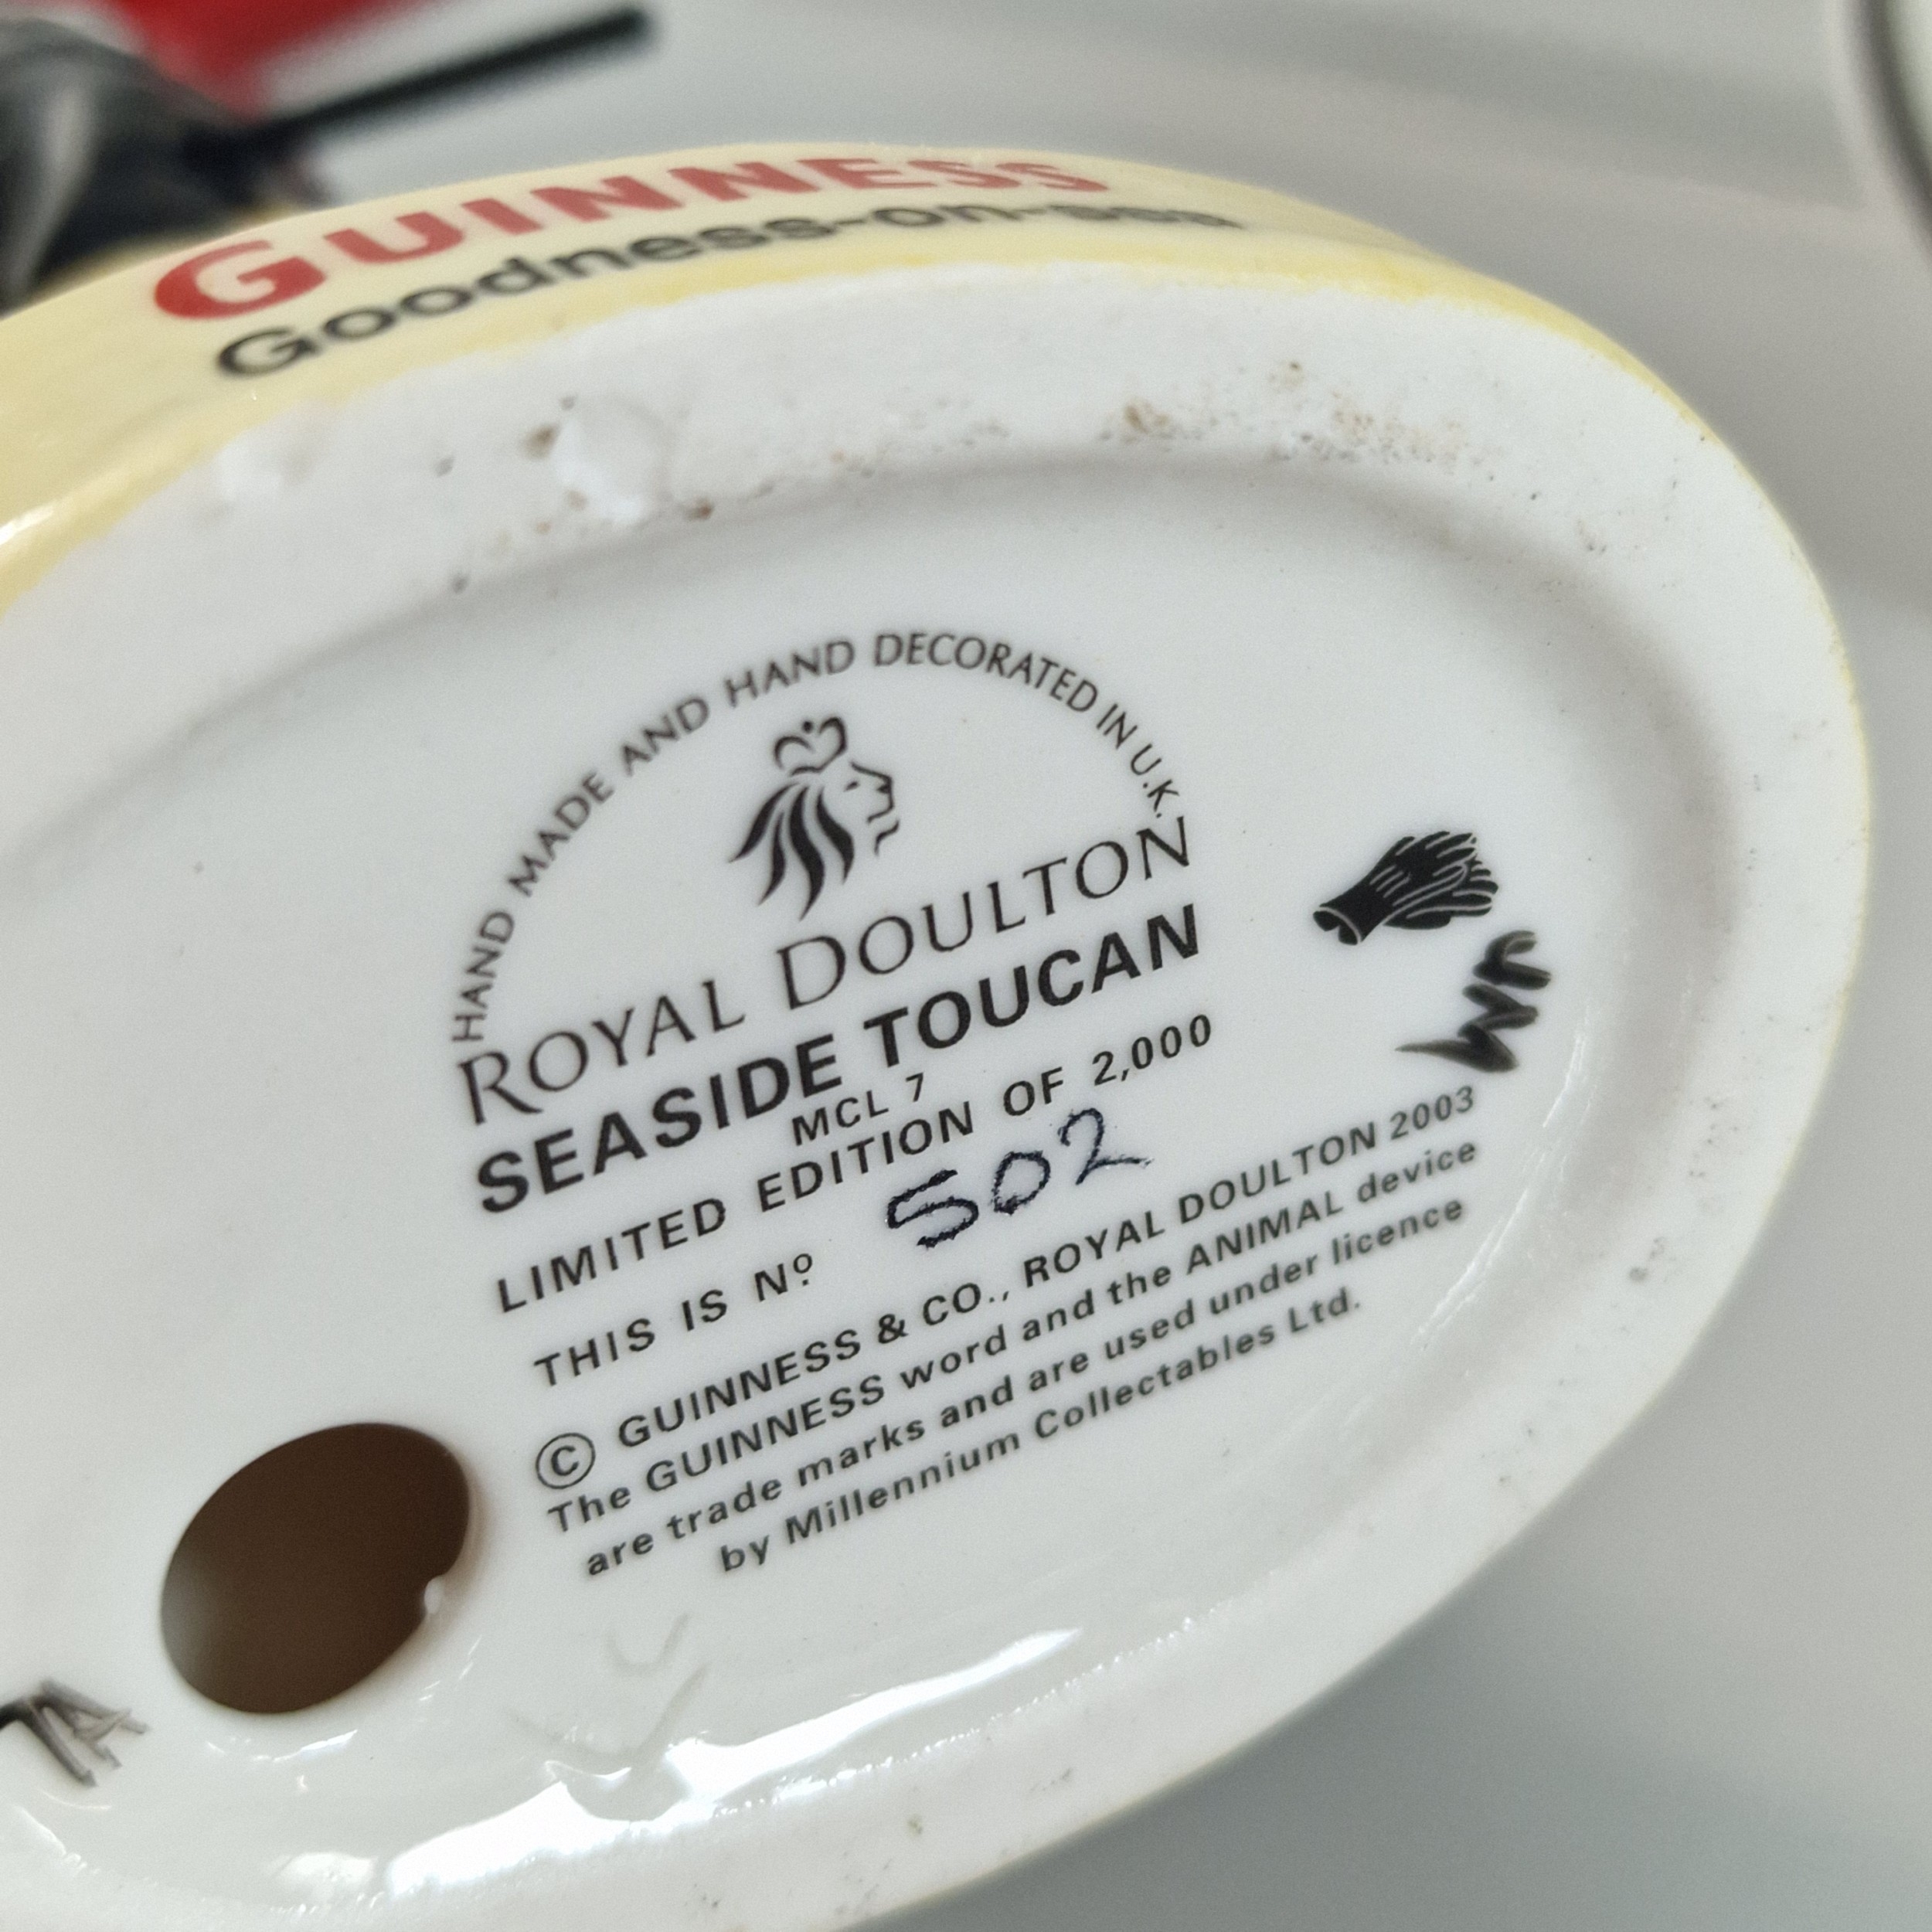 GUINNESS
Goodness-on-sea
HAND MADE AND HAND DECORATED IN U.K.
ROYAL DOULTON
SEASIDE TOUCAN
MCL 7
LIMITED EDITION OF 2,000
THIS IS Nº 502
© GUINNESS & CO., ROYAL DOULTON 2003
The GUINNESS word and the ANIMAL device
are trade marks and are used under licence
by Millennium Collectables Ltd.